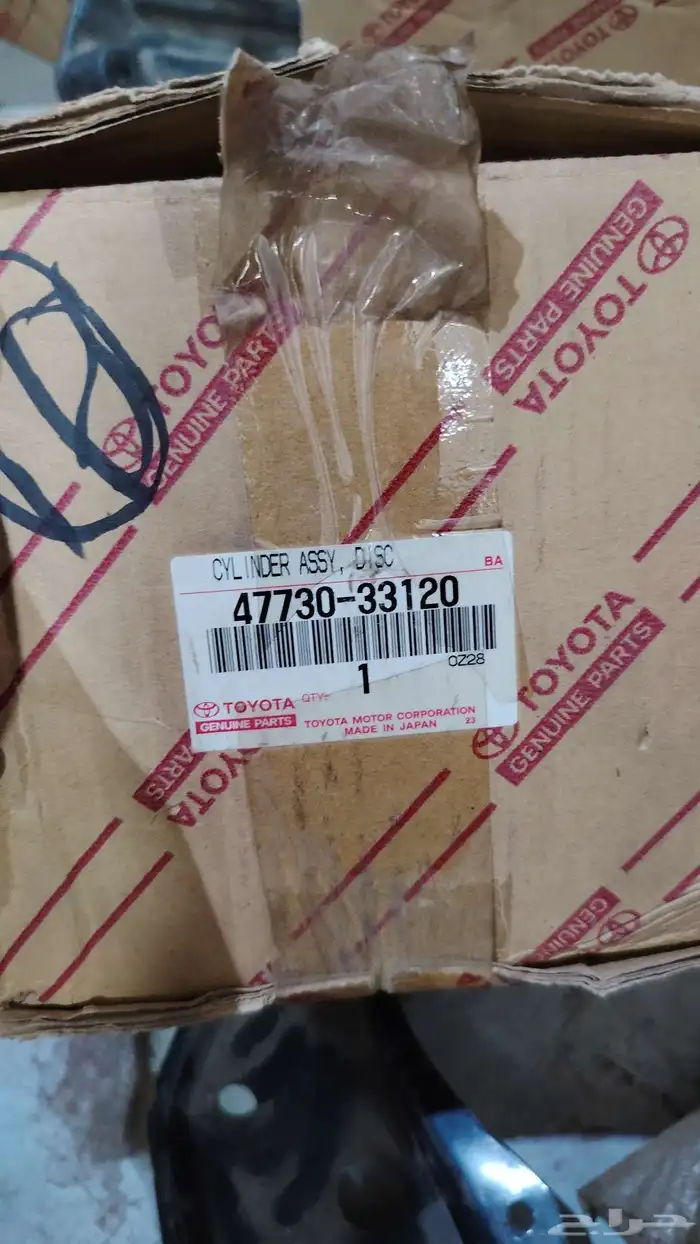 TOYOTA
GENUINE PARTS
TOYOTA
GENUINE PARTS
CYLINDER ASSY, DISC
BA
47730-33120
QTY:
1
OZ28
TOYOTA
GENUINE PARTS
TOYOTA MOTOR CORPORATION
MADE IN JAPAN
23
TOYOTA
GENUINE PARTS
PARTS
TOYOTA
GENUINE
حراج